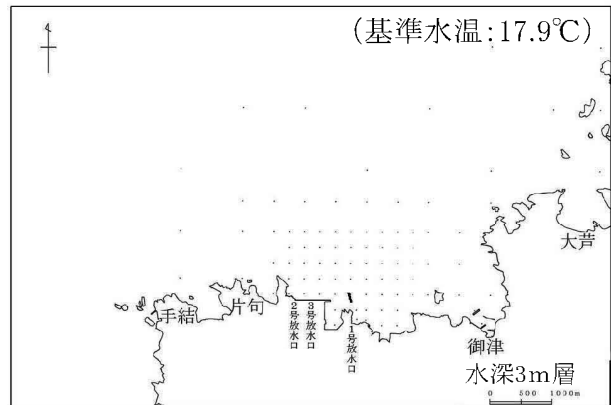 (基準水温:17.9℃)
大芦
手結
片句
2号放水口
3号放水口
1号放水口
御津
水深3m層
0 500 1000m